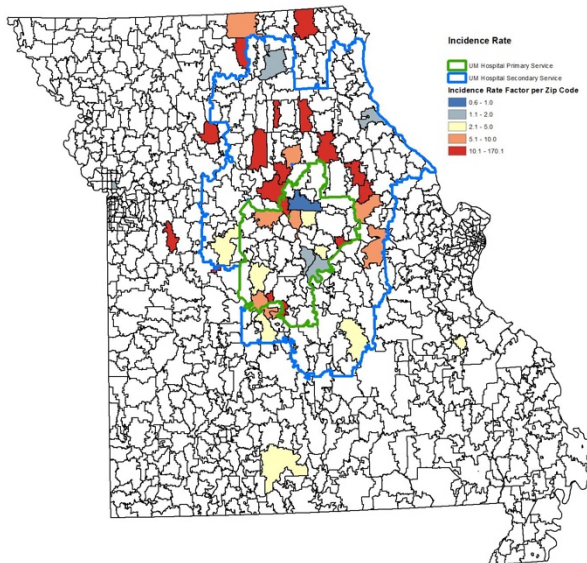 Incidence Rate
UM Hospital Primary Service
UM Hospital Secondary Service
Incidence Rate Factor per Zip Code
0.6 - 1.0
1.1 - 2.0
2.1 - 5.0
5.1 - 10.0
10.1 - 170.1